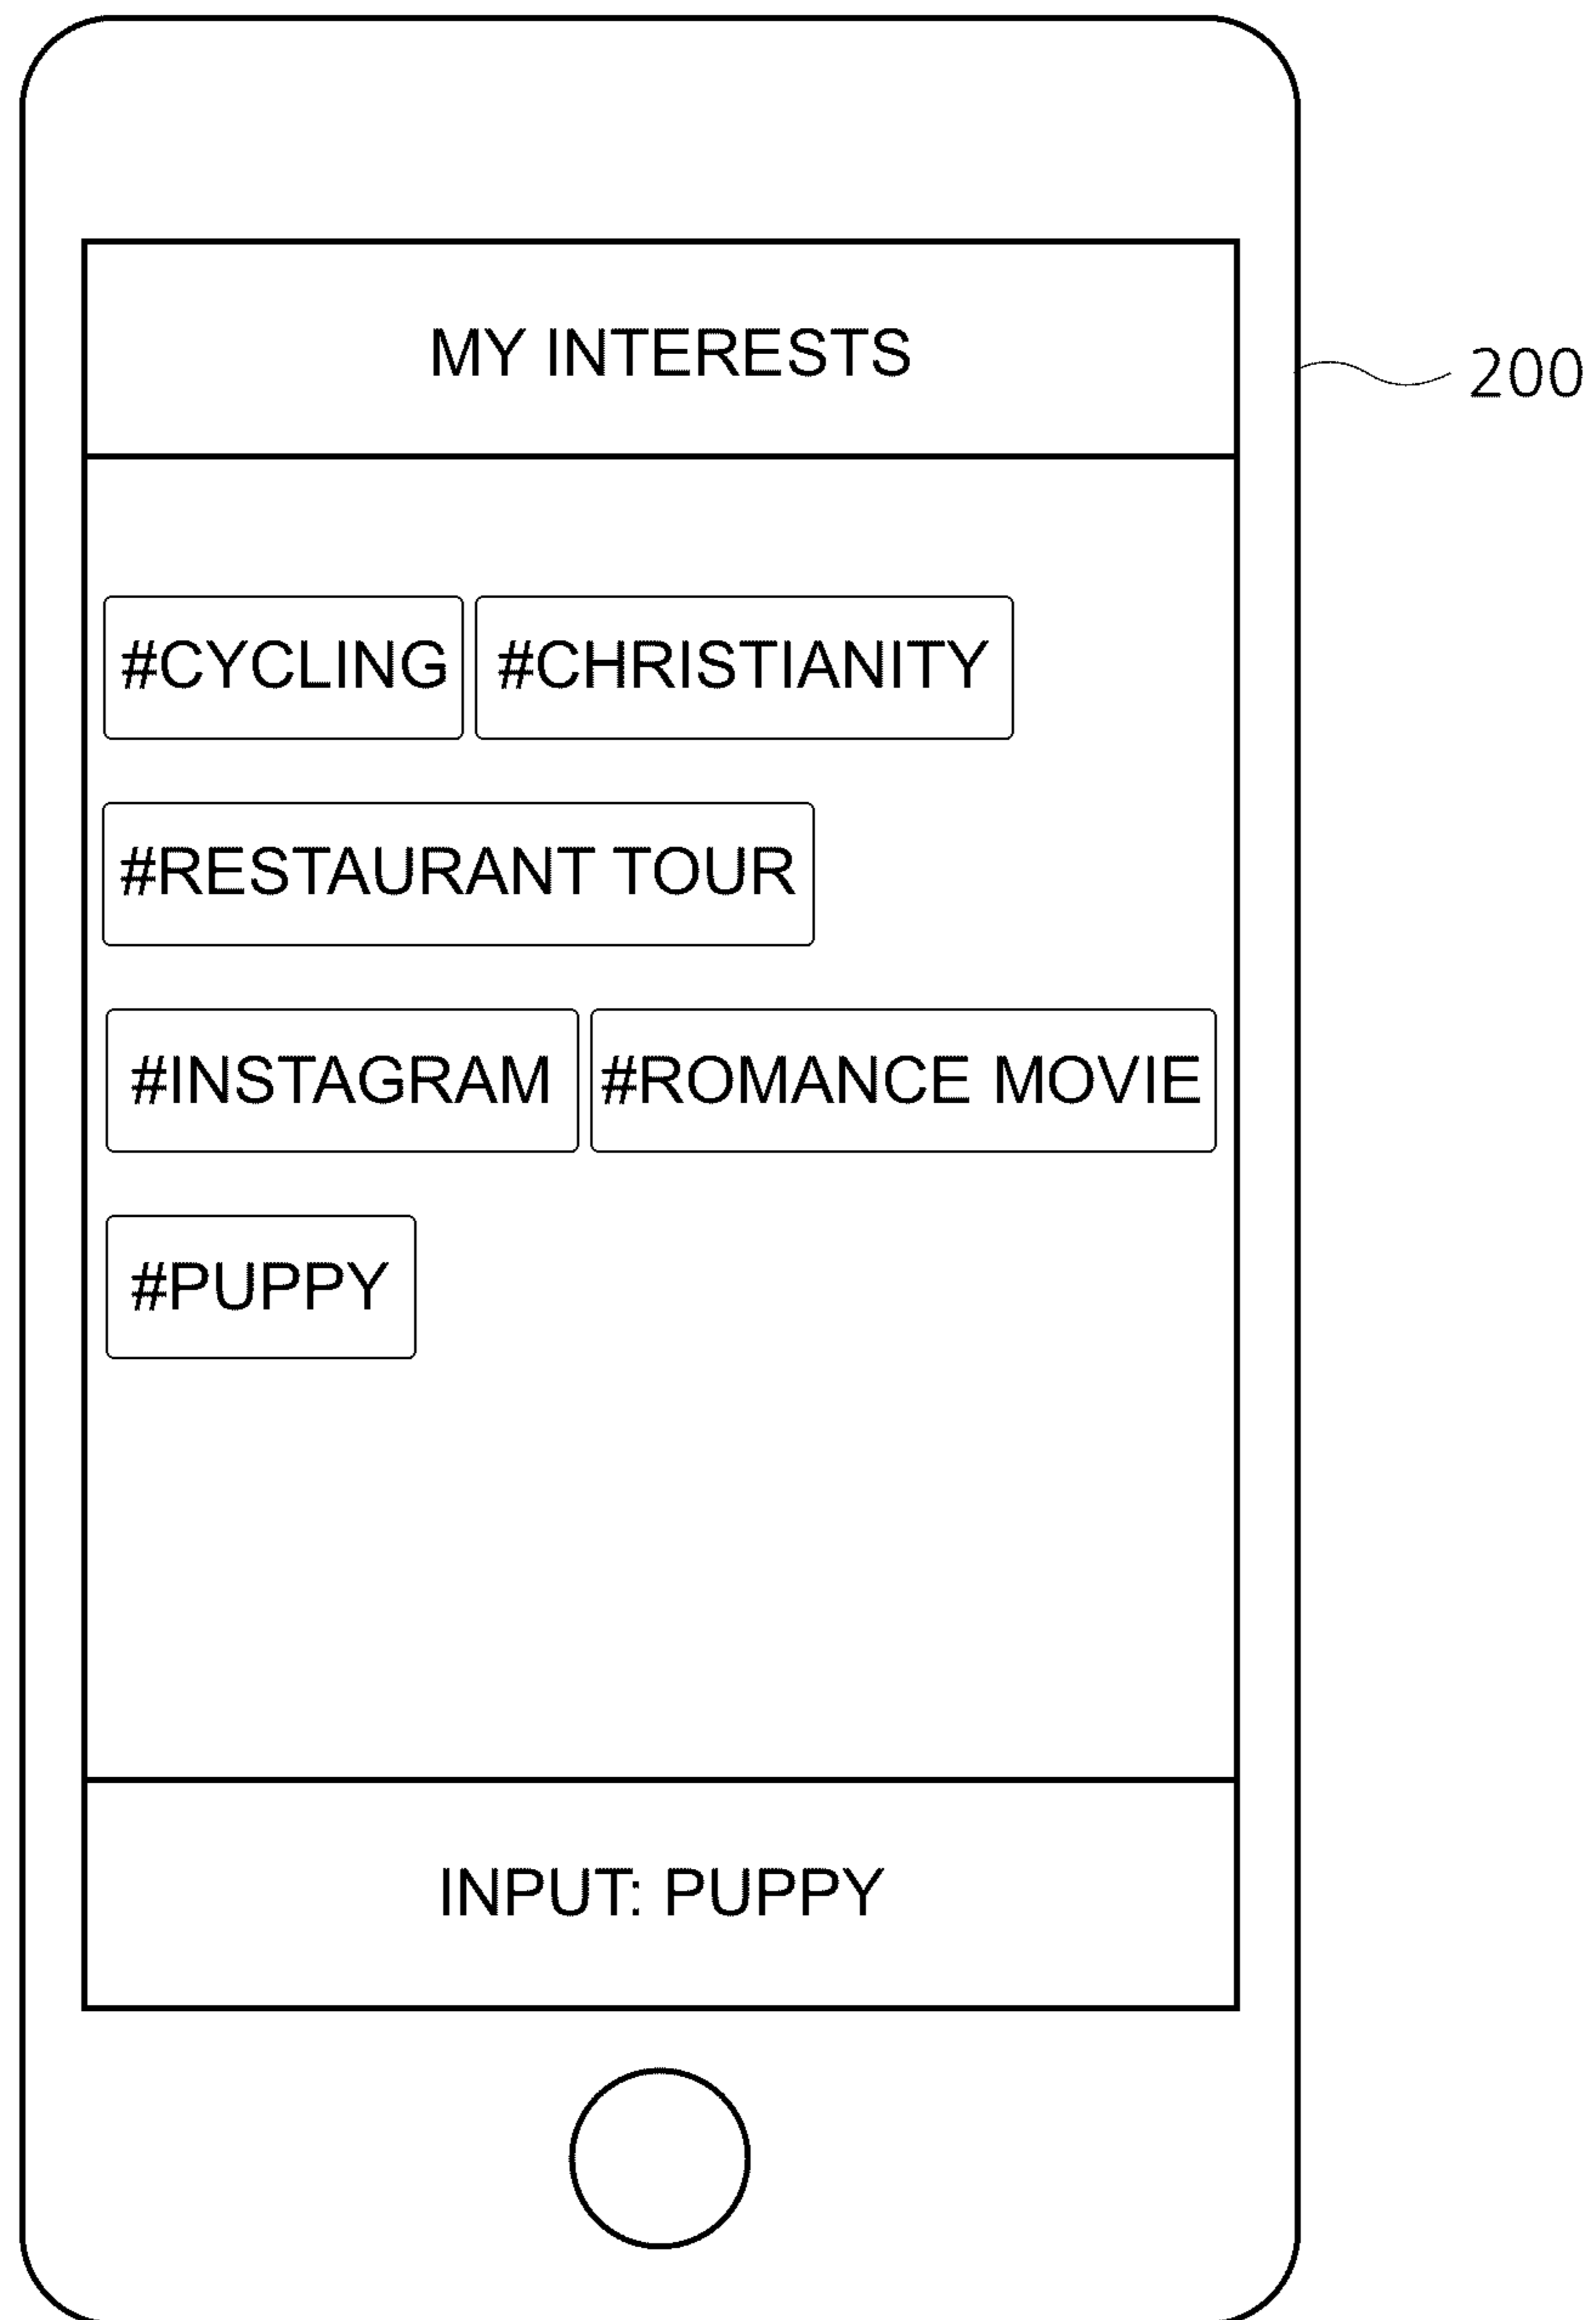 MY INTERESTS
200
#CYCLING #CHRISTIANITY
#RESTAURANT TOUR
#INSTAGRAM #ROMANCE MOVIE
#PUPPY
INPUT: PUPPY